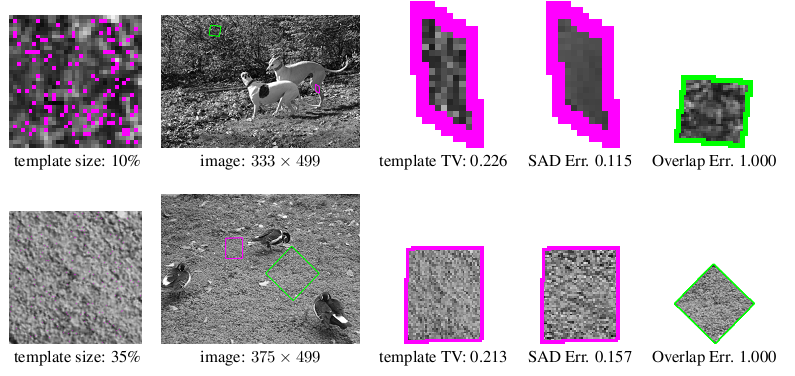 template size: 10%
image: 333 × 499
template TV: 0.226
SAD Err. 0.115
Overlap Err. 1.000
template size: 35%
image: 375 × 499
template TV: 0.213
SAD Err. 0.157
Overlap Err. 1.000